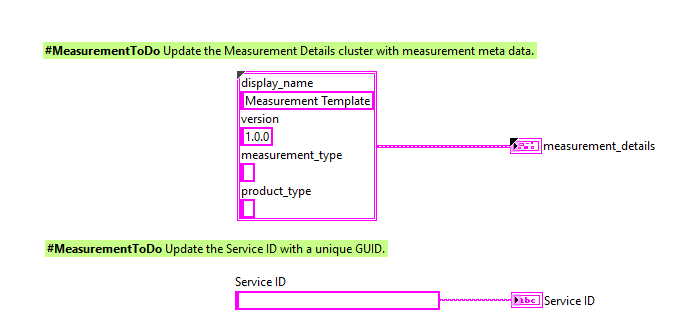 #MeasurementToDo Update the Measurement Details cluster with measurement meta data.
display_name
Measurement Template
version
1.0.0
measurement_type
product_type
measurement_details
#MeasurementToDo Update the Service ID with a unique GUID.
Service ID
abc
Service ID